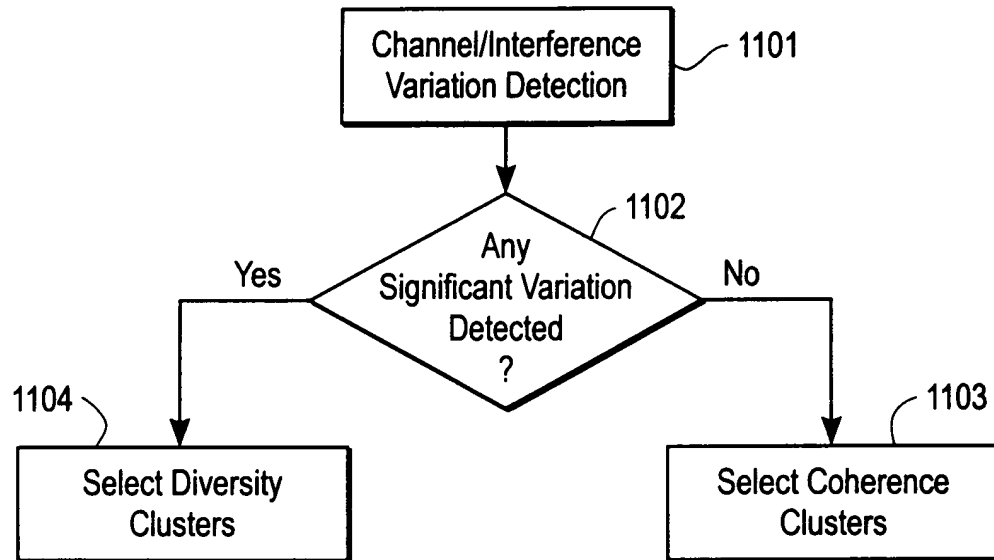 Channel/Interference
Variation Detection
1101
1102
Any
Significant Variation
Detected
?
Yes
No
1104
1103
Select Diversity
Clusters
Select Coherence
Clusters